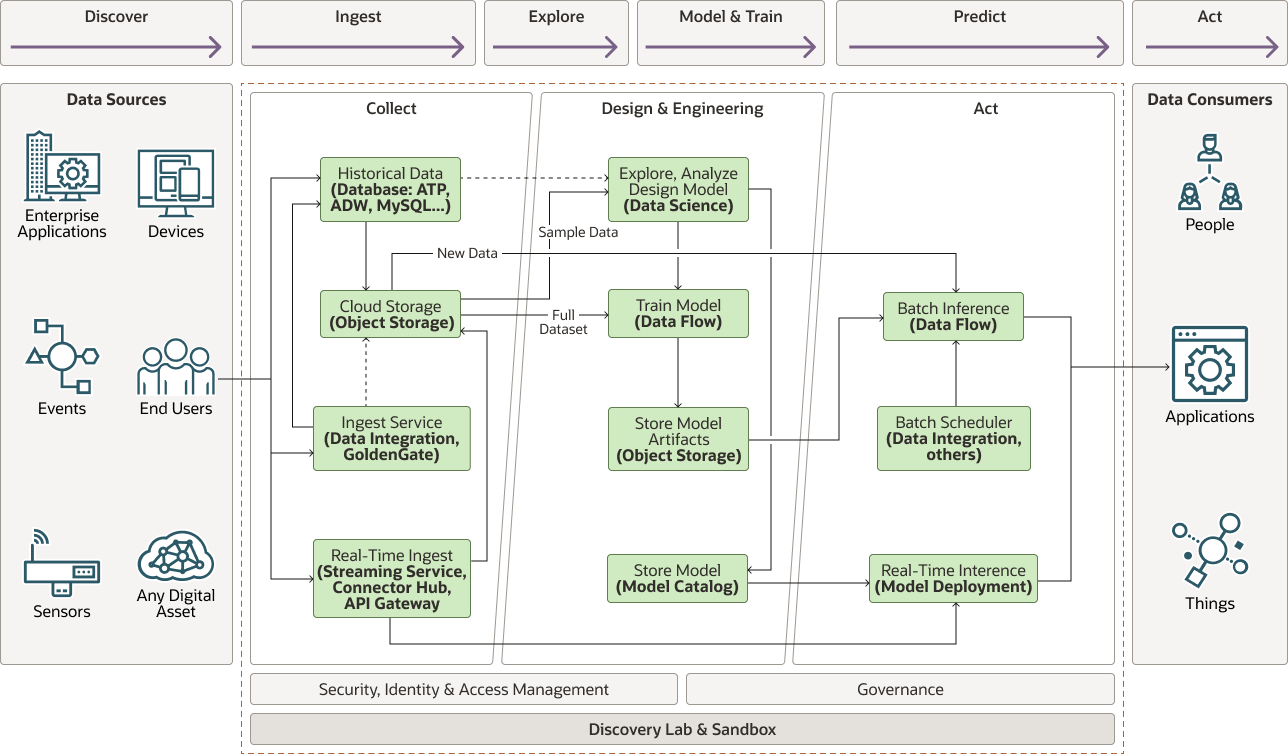 Discover
Ingest
Explore
Model & Train
Predict
Act
Data Sources
Enterprise
Applications
Devices
Events
End Users
Sensors
Any Digital
Asset
Collect
Historical Data
(Database: ATP,
ADW, MySQL...)
Cloud Storage
(Object Storage)
Ingest Service
(Data Integration,
GoldenGate)
Real-Time Ingest
(Streaming Service,
Connector Hub,
API Gateway
New Data
Sample Data
Full
Dataset
Design & Engineering
Explore, Analyze
Design Model
(Data Science)
Train Model
(Data Flow)
Store Model
Artifacts
(Object Storage)
Store Model
(Model Catalog)
Act
Batch Inference
(Data Flow)
Batch Scheduler
(Data Integration,
others)
Real-Time Interence
(Model Deployment)
Data Consumers
People
Applications
Things
Security, Identity & Access Management
Governance
Discovery Lab & Sandbox